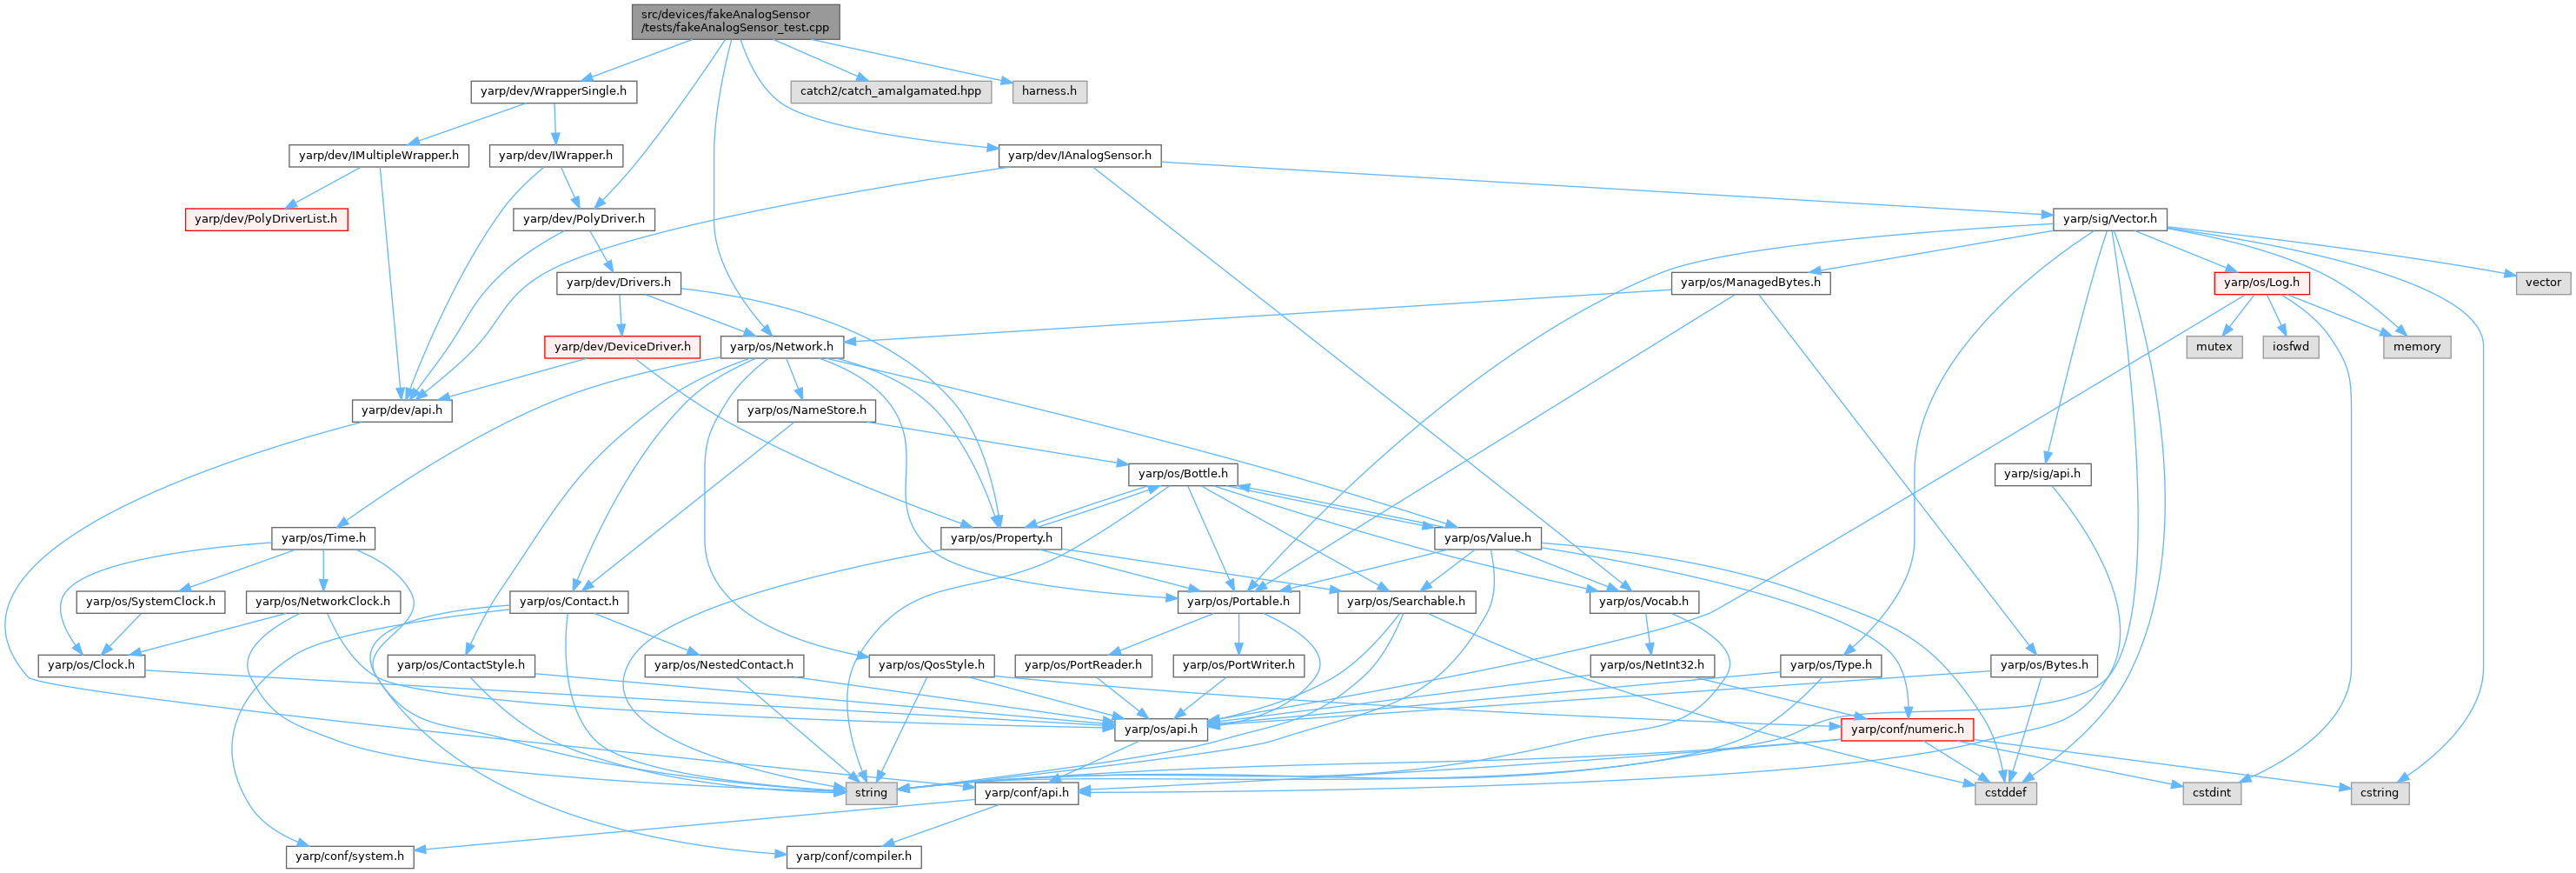 src/devices/fakeAnalogSensor
/tests/fakeAnalogSensor_test.cpp
yarp/dev/WrapperSingle.h
catch2/catch_amalgamated.hpp
harness.h
yarp/dev/IMultipleWrapper.h
yarp/dev/IWrapper.h
yarp/dev/IAnalogSensor.h
yarp/dev/PolyDriverList.h
yarp/dev/PolyDriver.h
yarp/sig/Vector.h
yarp/dev/Drivers.h
yarp/os/ManagedBytes.h
yarp/os/Log.h
vector
yarp/dev/DeviceDriver.h
yarp/os/Network.h
mutex
iosfwd
memory
yarp/dev/api.h
yarp/os/NameStore.h
yarp/os/Bottle.h
yarp/sig/api.h
yarp/os/Time.h
yarp/os/Property.h
yarp/os/Value.h
yarp/os/SystemClock.h
yarp/os/NetworkClock.h
yarp/os/Contact.h
yarp/os/Portable.h
yarp/os/Searchable.h
yarp/os/Vocab.h
yarp/os/Clock.h
yarp/os/ContactStyle.h
yarp/os/NestedContact.h
yarp/os/QosStyle.h
yarp/os/PortReader.h
yarp/os/PortWriter.h
yarp/os/NetInt32.h
yarp/os/Type.h
yarp/os/Bytes.h
yarp/os/api.h
yarp/conf/numeric.h
string
yarp/conf/api.h
cstddef
cstdint
cstring
yarp/conf/system.h
yarp/conf/compiler.h